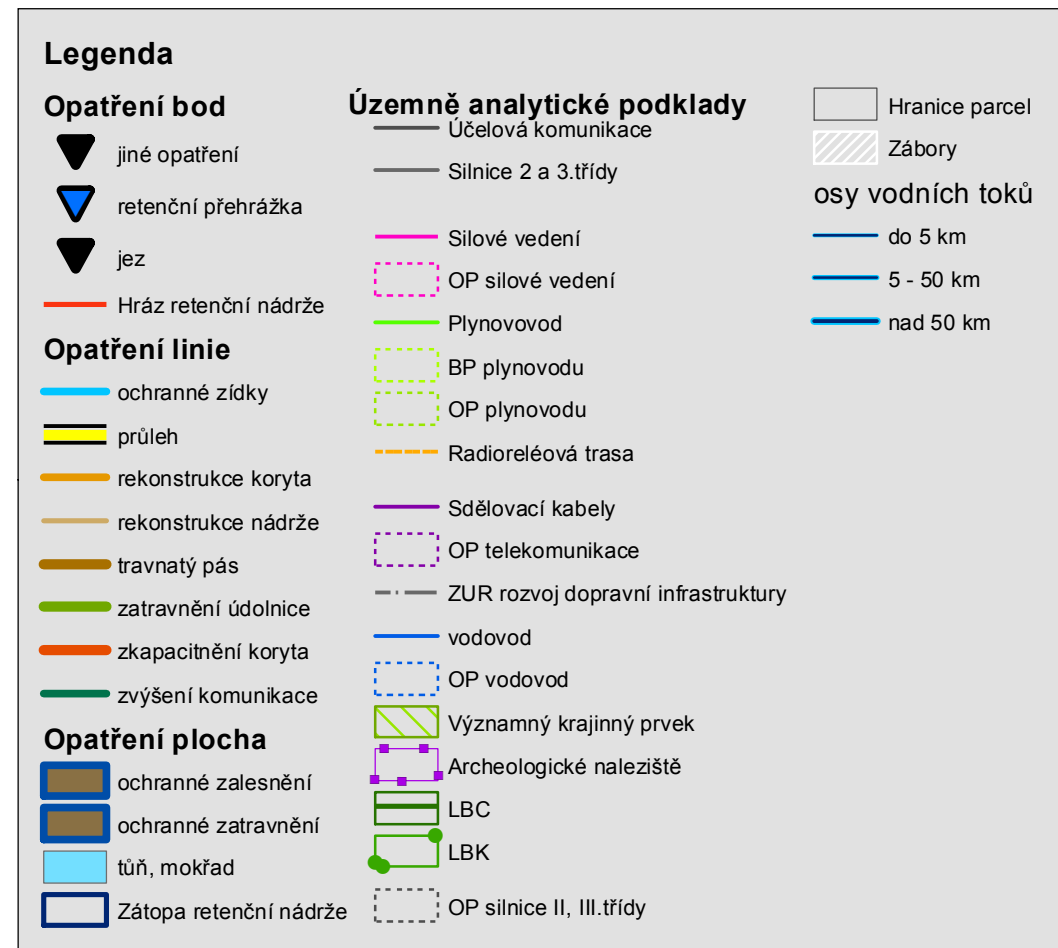 Legenda
Opatření bod
jiné opatření
retenční přehrážka
jez
Hráz retenční nádrže
Opatření linie
ochranné zídky
průleh
rekonstrukce koryta
rekonstrukce nádrže
travnatý pás
zatravnění údolnice
zkapacitnění koryta
zvýšení komunikace
Opatření plocha
ochranné zalesnění
ochranné zatravnění
tůň, mokřad
Zátopa retenční nádrže
Územně analytické podklady
Účelová komunikace
Silnice 2 a 3.třídy
Silové vedení
OP silové vedení
Plynovovod
BP plynovodu
OP plynovodu
Radioreléová trasa
Sdělovací kabely
OP telekomunikace
ZUR rozvoj dopravní infrastruktury
vodovod
OP vodovod
Významný krajinný prvek
Archeologické naleziště
LBC
LBK
OP silnice II, III.třídy
Hranice parcel
Zábory
osy vodních toků
do 5 km
5 - 50 km
nad 50 km